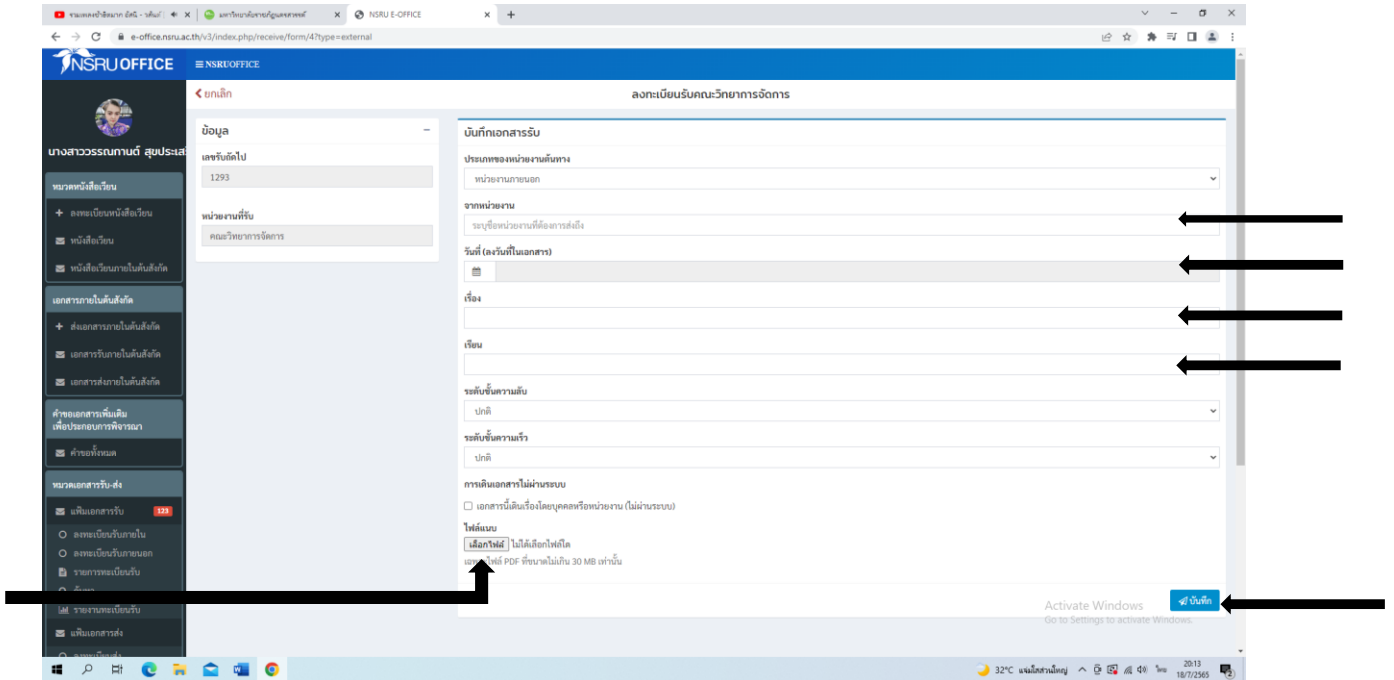 NSRU E-OFFICE
e-office.nsru.ac.th/v3/index.php/receive/form/4?type=external
NSRU OFFICE
NSRUOFFICE
ยกเลิก
ลงทะเบียนรับคณะวิทยาการจัดการ
นางสาววรรณกานต์ สุขประเส
หมวดหนังสือเวียน
ลงทะเบียนหนังสือเวียน
หนังสือเวียน
หนังสือเวียนภายในต้นสังกัด
เอกสารภายในต้นสังกัด
ส่งเอกสารภายในต้นสังกัด
เอกสารรับภายในต้นสังกัด
เอกสารส่งภายในต้นสังกัด
คำขอเอกสารเพิ่มเติม
เพื่อประกอบการพิจารณา
คำขอทั้งหมด
หมวดเอกสารรับ-ส่ง
แฟ้มเอกสารรับ 123
ลงทะเบียนรับภายใน
ลงทะเบียนรับภายนอก
รายการทะเบียนรับ
รายงานทะเบียนรับ
แฟ้มเอกสารส่ง
ข้อมูล
เลขรับถัดไป
1293
หน่วยงานที่รับ
คณะวิทยาการจัดการ
บันทึกเอกสารรับ
ประเภทของหน่วยงานต้นทาง
หน่วยงานภายนอก
จากหน่วยงาน
ระบุชื่อหน่วยงานที่ต้องการส่งถึง
วันที่ (ลงวันที่ในเอกสาร)
เรื่อง
เรียน
ระดับชั้นความลับ
ปกติ
ระดับชั้นความเร็ว
ปกติ
การเดินเอกสารไม่ผ่านระบบ
เอกสารนี้เดินเรื่องโดยบุคคลหรือหน่วยงาน (ไม่ผ่านระบบ)
ไฟล์แนบ
เลือกไฟล์ ไม่ได้เลือกไฟล์ใด
เฉพาะไฟล์ PDF ที่ขนาดไม่เกิน 30 MB เท่านั้น
บันทึก
Activate Windows
Go to Settings to activate Windows.
32°C แจ่มใสส่วนใหญ่
ไทย
20:13
18/7/2565
2